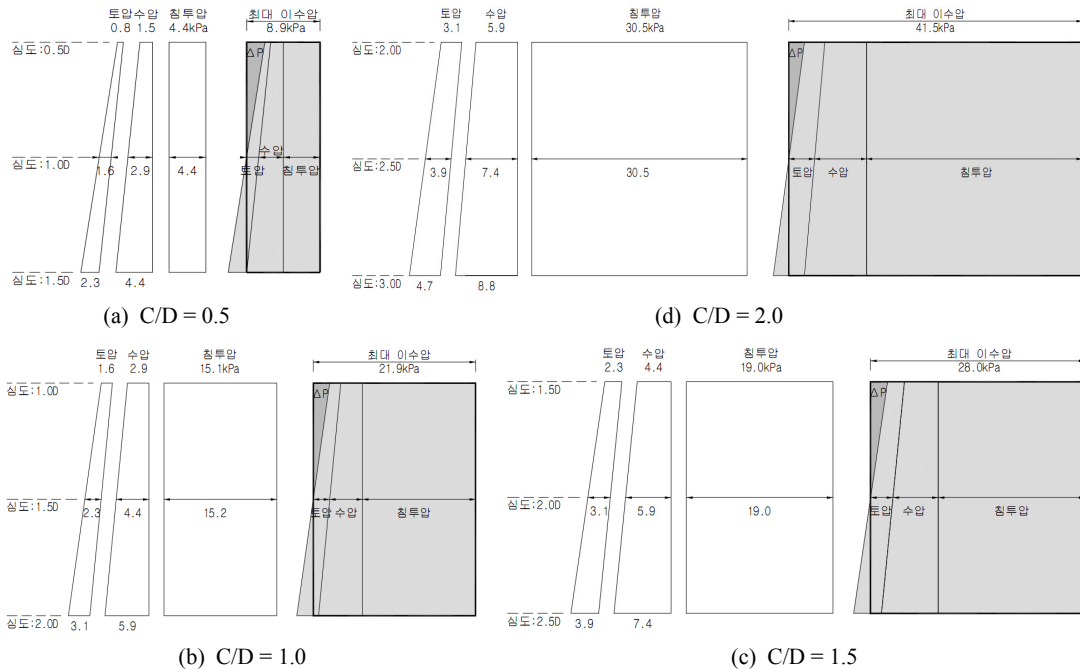 토압 수압 침투압 최대 이수압
0.8 1.5 4.4kPa 8.9kPa
심도:0.5D
△P
수압
심도:1.0D
1.6 2.9 4.4 토압 침투압
심도:1.5D
2.3 4.4
(a) C/D = 0.5
토압 수압 침투압 최대 이수압
3.1 5.9 30.5kPa 41.5kPa
심도:2.0D
△P
심도:2.5D
3.9 7.4 30.5 토압 수압 침투압
심도:3.0D
4.7 8.8
(d) C/D = 2.0
토압 수압 침투압 최대 이수압
1.6 2.9 15.1kPa 21.9kPa
심도:1.0D
△P
심도:1.5D
2.3 4.4 15.2 토압 수압 침투압
심도:2.0D
3.1 5.9
(b) C/D = 1.0
토압 수압 침투압 최대 이수압
2.3 4.4 19.0kPa 28.0kPa
심도:1.5D
△P
심도:2.0D
3.1 5.9 19.0 토압 수압 침투압
심도:2.5D
3.9 7.4
(c) C/D = 1.5